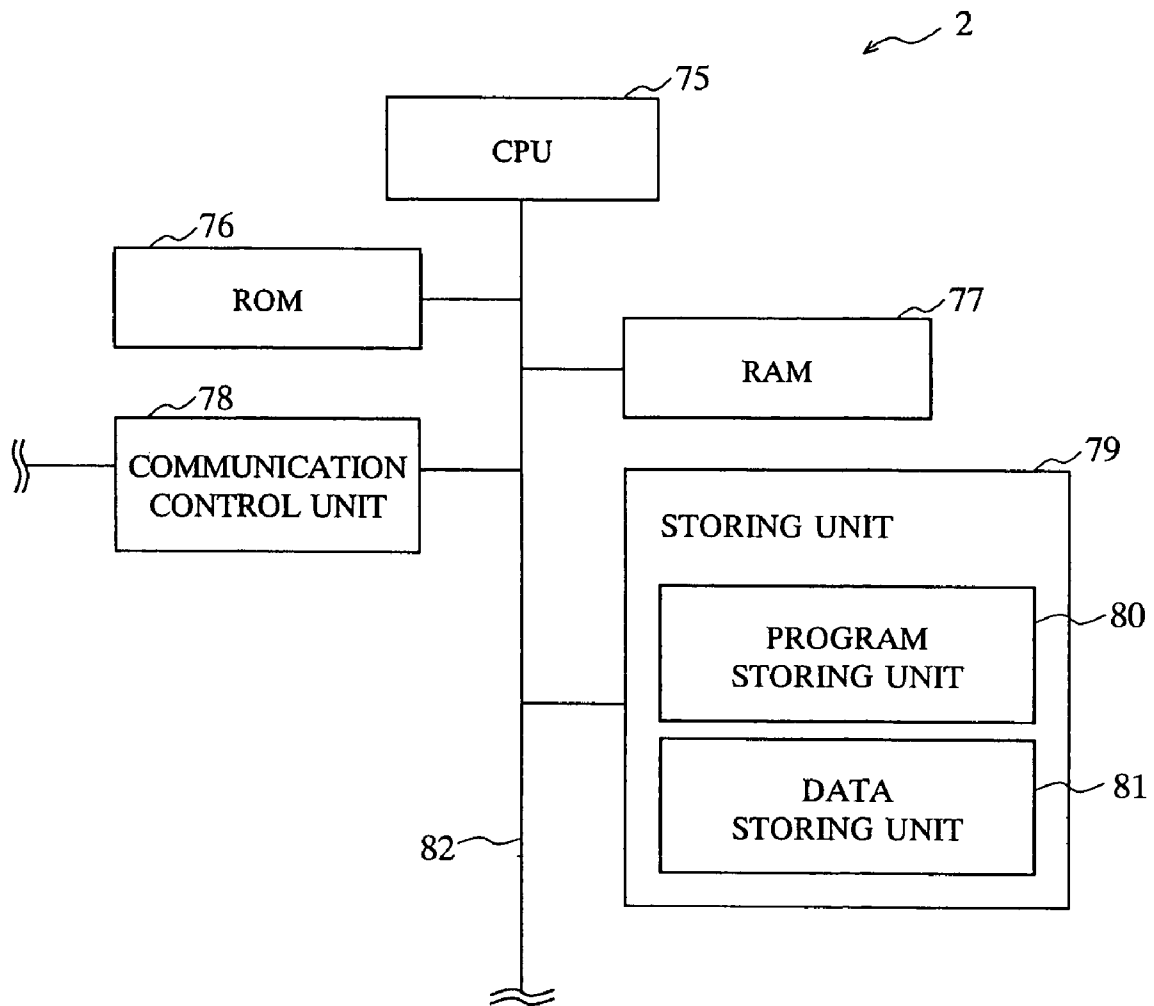 2
75
CPU
76
ROM
77
RAM
78
COMMUNICATION
CONTROL UNIT
79
STORING UNIT
80
PROGRAM
STORING UNIT
81
DATA
STORING UNIT
82